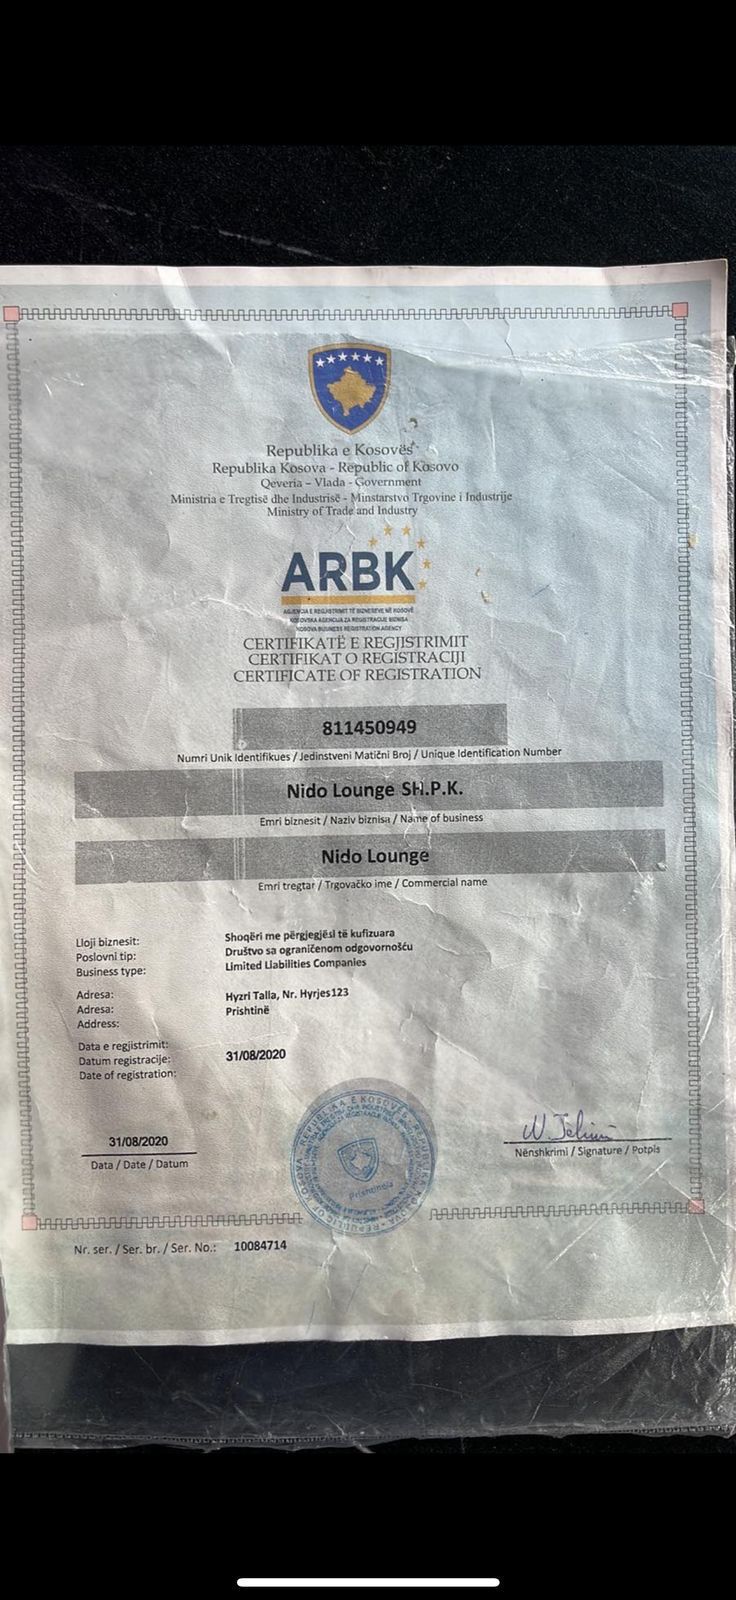 Republika e Kosovës
Republika Kosova - Republic of Kosovo
Qeveria – Vlada - Government
Ministria e Tregtisë dhe Industrisë - Minstarstvo Trgovine i Industrije
Ministry of Trade and Industry
ARBK
AGJENCIA E REGJISTRIMIT TË BIZNESEVE NË KOSOVË
KOSOVSKA AGENCIJA ZA REGISTRACIJE BIZNISA
KOSOVO BUSINESS REGISTRATION AGENCY
CERTIFIKATË E REGJISTRIMIT
CERTIFIKAT O REGISTRACIJI
CERTIFICATE OF REGISTRATION
811450949
Numri Unik Identifikues / Jedinstveni Matični Broj / Unique Identification Number
Nido Lounge SH.P.K.
Emri biznesit / Naziv biznisa / Name of business
Nido Lounge
Emri tregtar / Trgovačko ime / Commercial name
Lloji biznesit: Shoqëri me përgjegjësi të kufizuara
Poslovni tip: Društvo sa ograničenom odgovornošću
Business type: Limited Liabilities Companies
Adresa: Hyzri Talla, Nr. Hyrjes123
Adresa: Prishtinë
Address:
Data e regjistrimit:
Datum registracije: 31/08/2020
Date of registration:
31/08/2020
Data / Date / Datum
Nënshkrimi / Signature / Potpis
REPUBLIKA E KOSOVËS
REPUBLIKA KOSOVA
REPUBLIC OF KOSOVA
Nr. ser. / Ser. br. / Ser. No.: 10084714